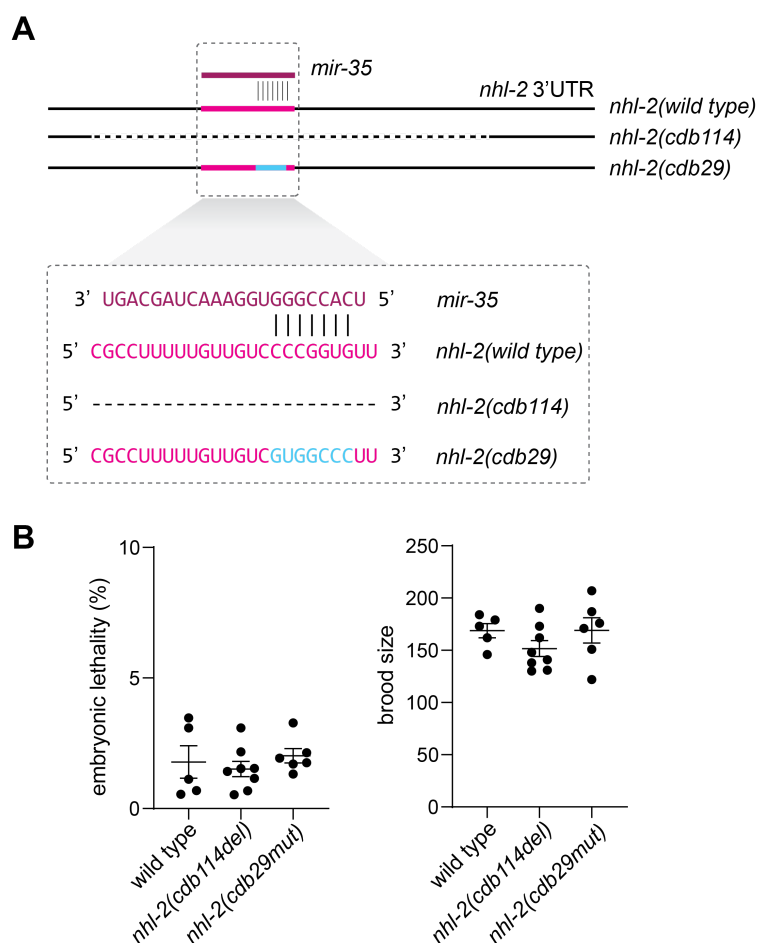 A
mir-35
nhl-2 3'UTR
nhl-2(wild type)
nhl-2(cdb114)
nhl-2(cdb29)
3' UGACGAUCAAAGGUGGGCCACU 5' mir-35
5' CGCCUUUUUGUUGUCCCCGGUGUU 3' nhl-2(wild type)
5' 3' nhl-2(cdb114)
5' CGCCUUUUUGUUGUCGUGGCCCUU 3' nhl-2(cdb29)
B
embryonic lethality (%)
10
5
0
wild type
nhl-2(cdb114del)
nhl-2(cdb29mut)
brood size
250
200
150
100
50
0
wild type
nhl-2(cdb114del)
nhl-2(cdb29mut)